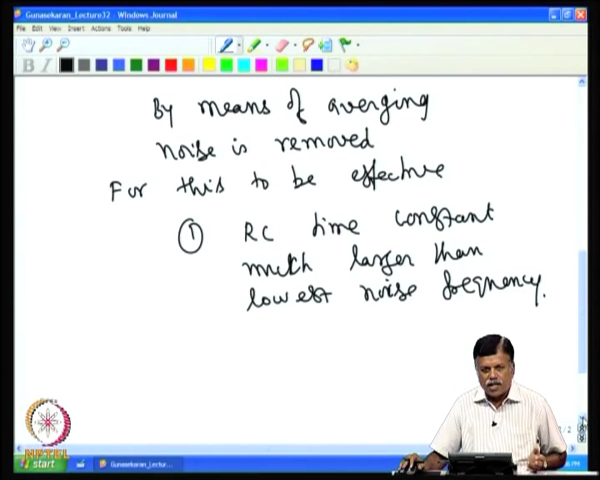 Gunasekaran_Lecture32 - Windows Journal
File Edit View Insert Actions Tools Help
B I
By means of averging
noise is removed
For this to be effective
① RC time constant
much larger than
lowest noise frequency.
NPTEL
start
Gunasekaran_Lectur...